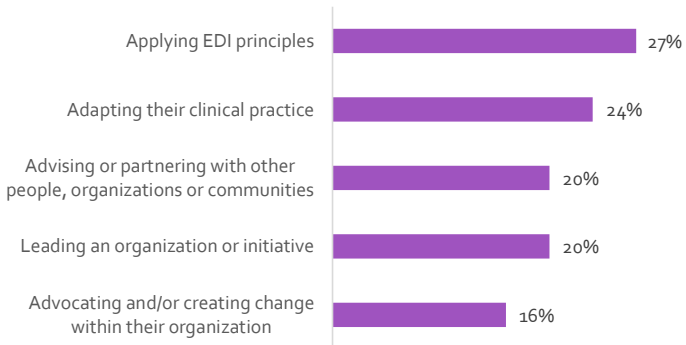 Applying EDI principles
27%
Adapting their clinical practice
24%
Advising or partnering with other
people, organizations or communities
20%
Leading an organization or initiative
20%
Advocating and/or creating change
within their organization
16%